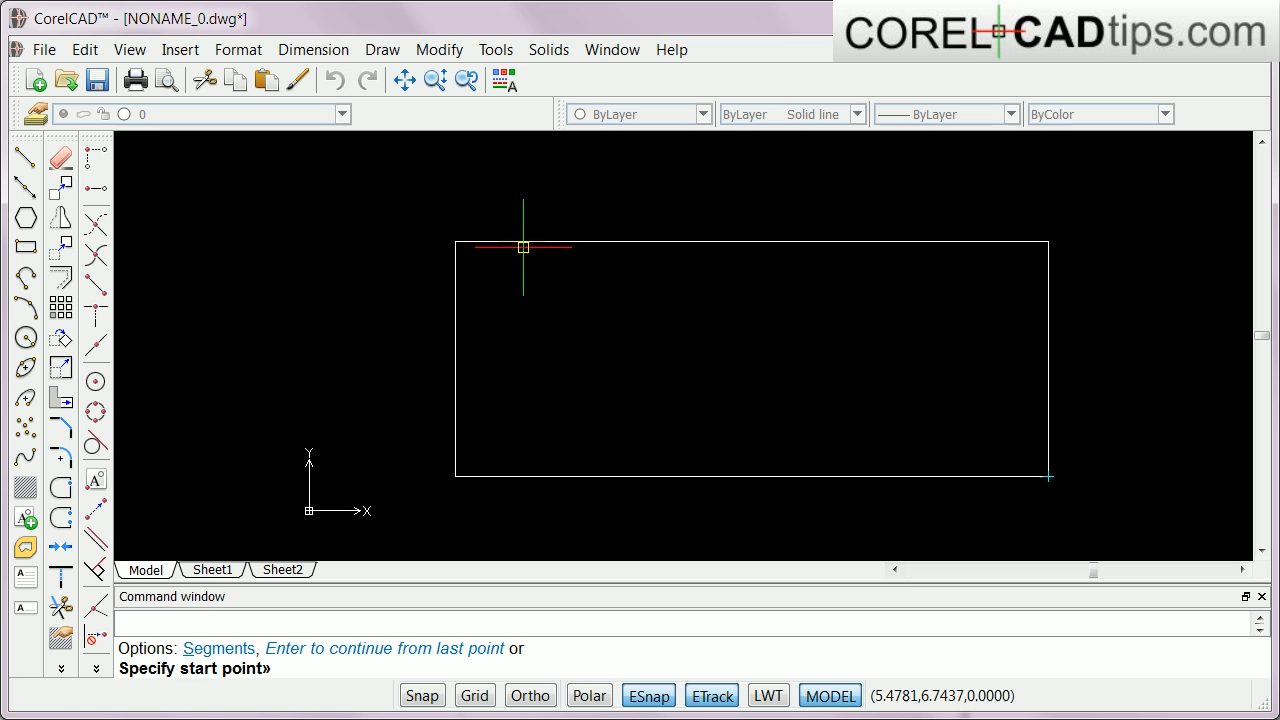 CorelCAD™ - [NONAME_0.dwg*]
COREL CADtips.com
File Edit View Insert Format Dimension Draw Modify Tools Solids Window Help
A
0 ByLayer ByLayer Solid line ByLayer ByColor
Y
X
A
A
A
A
Model Sheet1 Sheet2
Command window
Options: Segments, Enter to continue from last point or
Specify start point»
Snap Grid Ortho Polar ESnap ETrack LWT MODEL (5.4781,6.7437,0.0000)